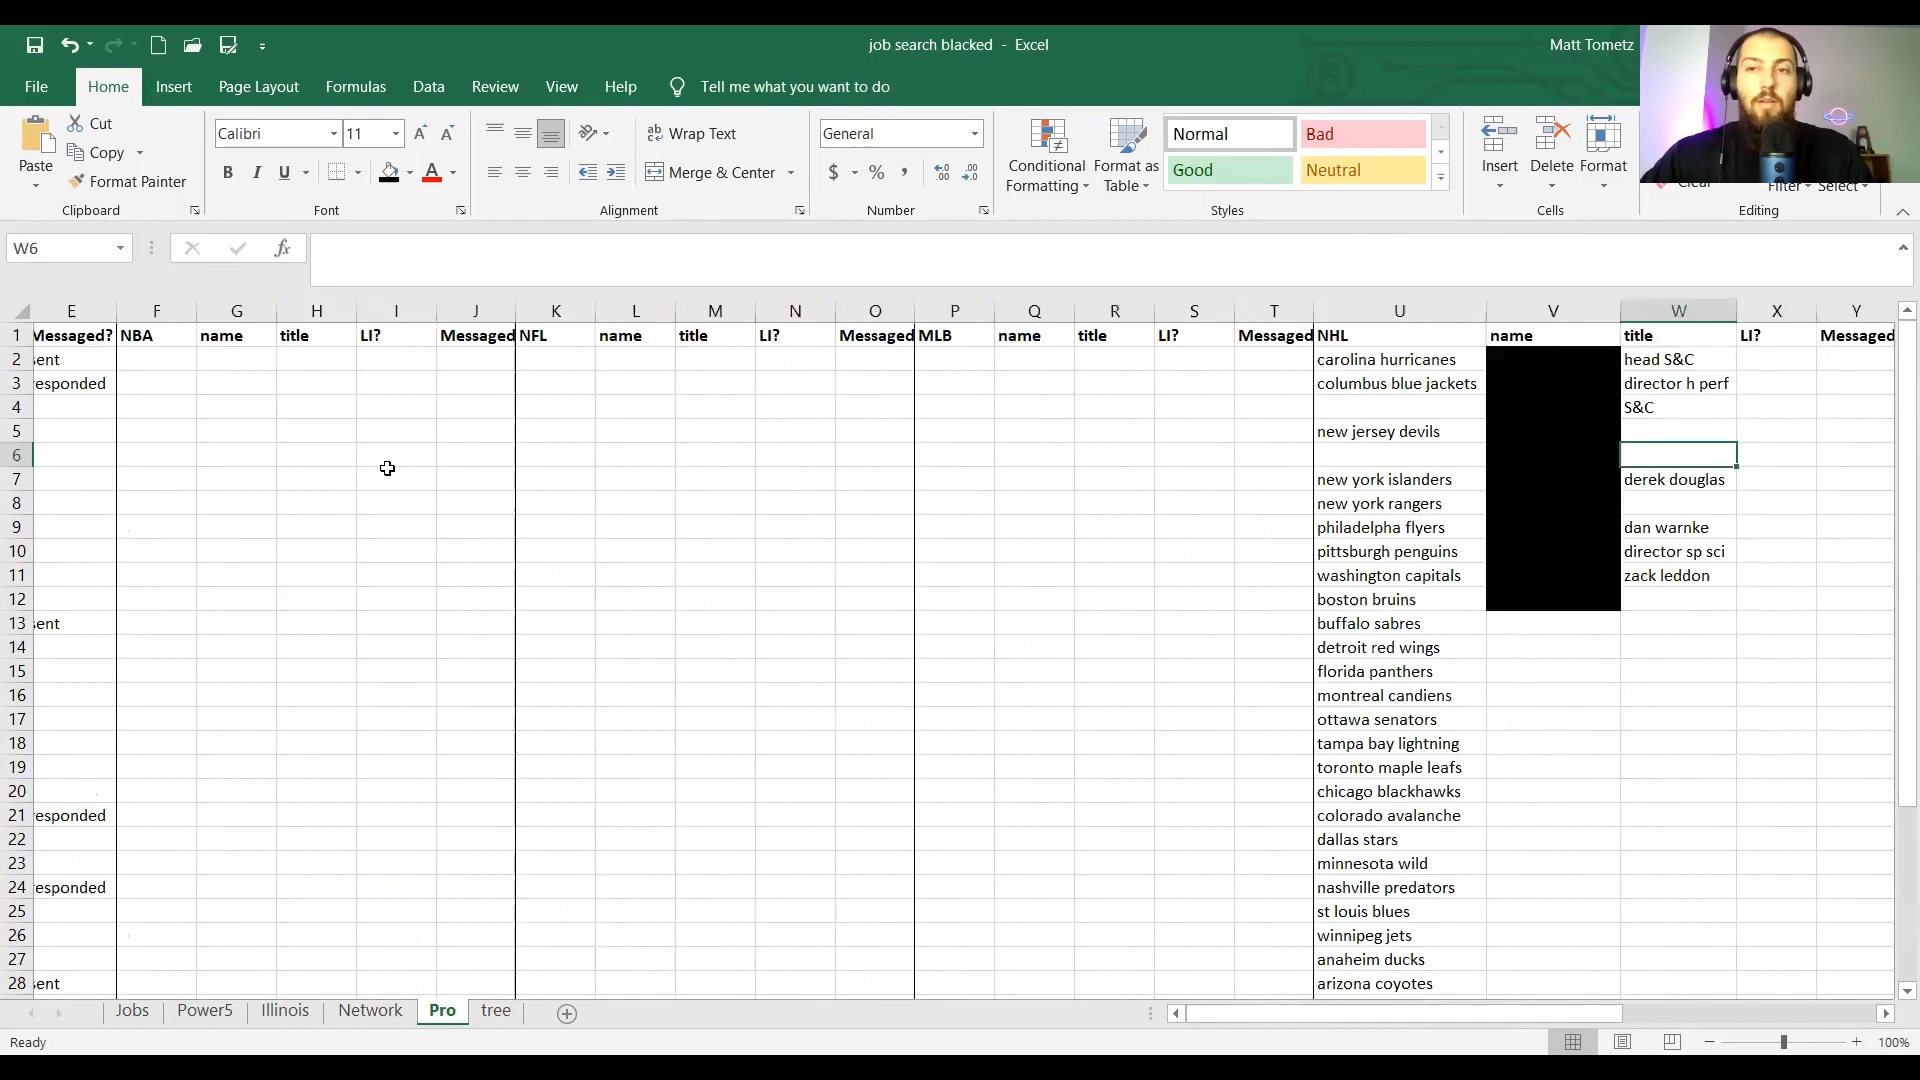 job search blacked - Excel
Matt Tometz
File Home Insert Page Layout Formulas Data Review View Help Tell me what you want to do
Paste
Cut
Copy
Format Painter
Clipboard
Calibri 11
B I U
Font
Wrap Text
Merge & Center
Alignment
General
$ % ,
Number
Conditional Formatting
Format as Table
Normal Bad
Good Neutral
Styles
Insert Delete Format
Cells
Clear
Filter Select
Editing
W6
fx
E F G H I J K L M N O P Q R S T U V W X Y
1 Messaged? NBA name title LI? Messaged NFL name title LI? Messaged MLB name title LI? Messaged NHL name title LI? Messaged
2 sent carolina hurricanes head S&C
3 responded columbus blue jackets director h perf
4 S&C
5 new jersey devils
6
7 new york islanders derek douglas
8 new york rangers
9 philadelpha flyers dan warnke
10 pittsburgh penguins director sp sci
11 washington capitals zack leddon
12 boston bruins
13 sent buffalo sabres
14 detroit red wings
15 florida panthers
16 montreal candiens
17 ottawa senators
18 tampa bay lightning
19 toronto maple leafs
20 chicago blackhawks
21 responded colorado avalanche
22 dallas stars
23 minnesota wild
24 responded nashville predators
25 st louis blues
26 winnipeg jets
27 anaheim ducks
28 sent arizona coyotes
Jobs Power5 Illinois Network Pro tree
Ready
100%